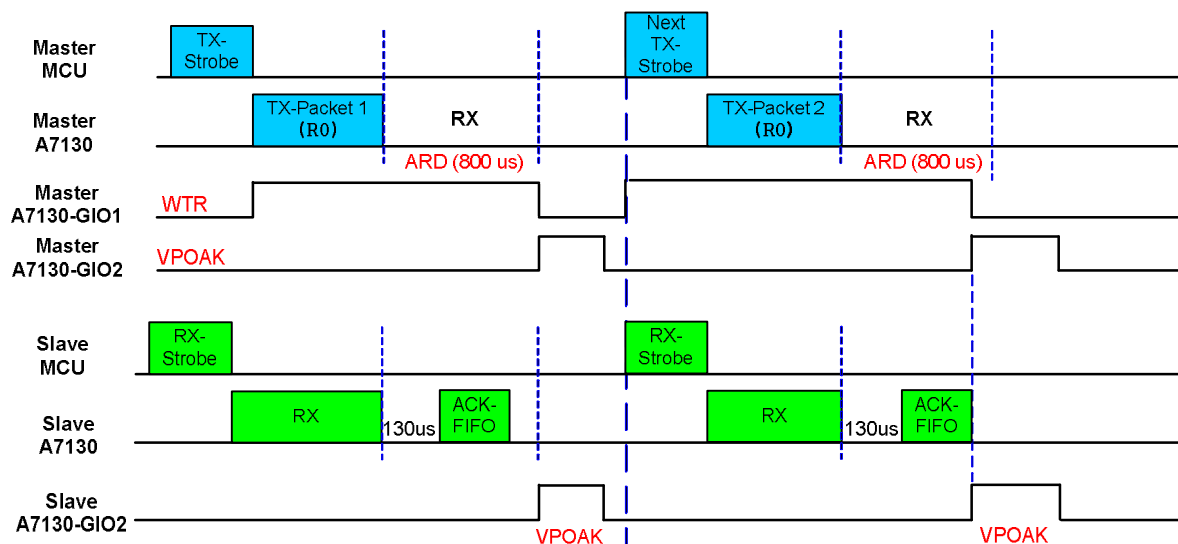 Master
MCU
TX-
Strobe
Next
TX-
Strobe
Master
A7130
TX-Packet 1
(R0)
RX
ARD (800 us)
TX-Packet 2
(R0)
RX
ARD (800 us)
Master
A7130-GIO1
WTR
Master
A7130-GIO2
VPOAK
Slave
MCU
RX-
Strobe
RX-
Strobe
Slave
A7130
RX
130us
ACK-
FIFO
RX
130us
ACK-
FIFO
Slave
A7130-GIO2
VPOAK
VPOAK